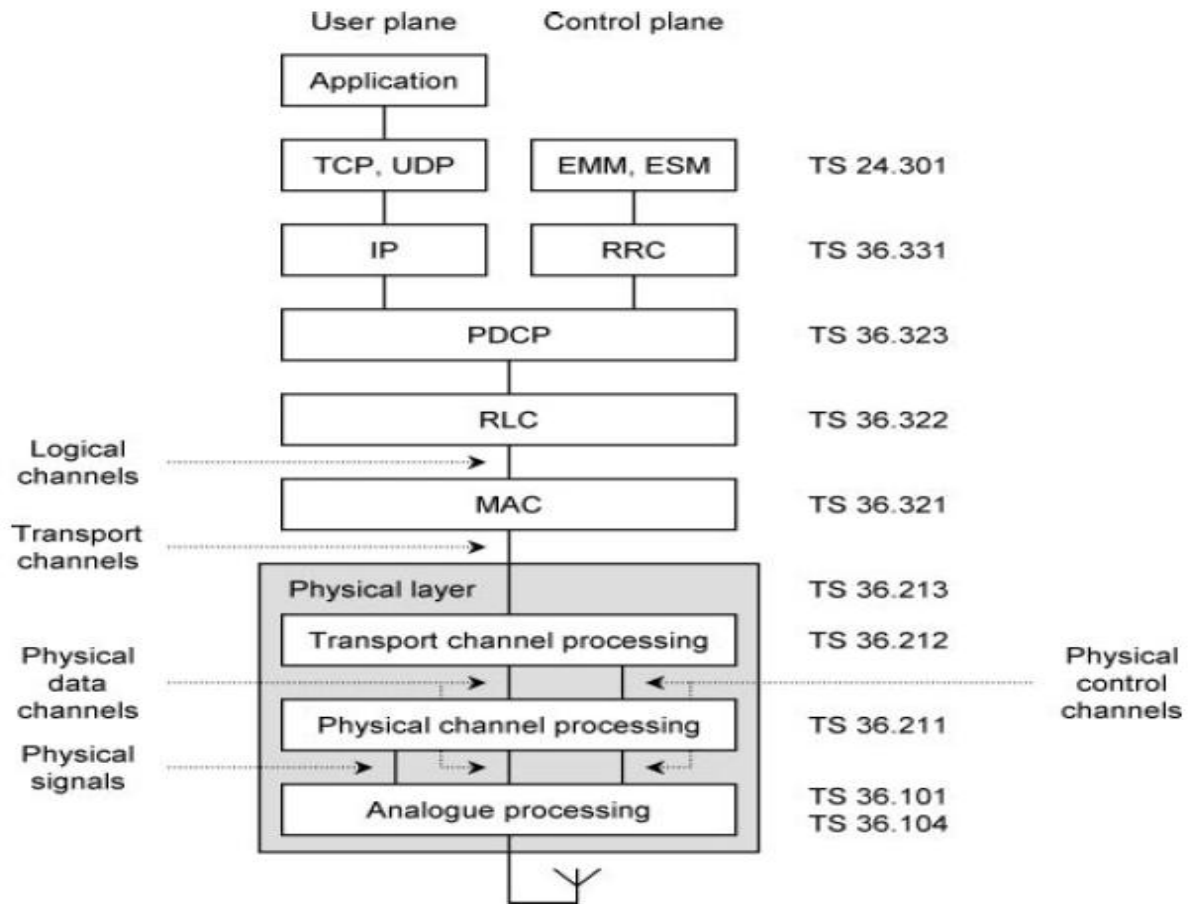 User plane
Control plane
Application
TCP, UDP
EMM, ESM
TS 24.301
IP
RRC
TS 36.331
PDCP
TS 36.323
RLC
TS 36.322
Logical
channels
MAC
TS 36.321
Transport
channels
Physical layer
TS 36.213
Transport channel processing
TS 36.212
Physical
data
channels
Physical
control
channels
Physical channel processing
TS 36.211
Physical
signals
Analogue processing
TS 36.101
TS 36.104